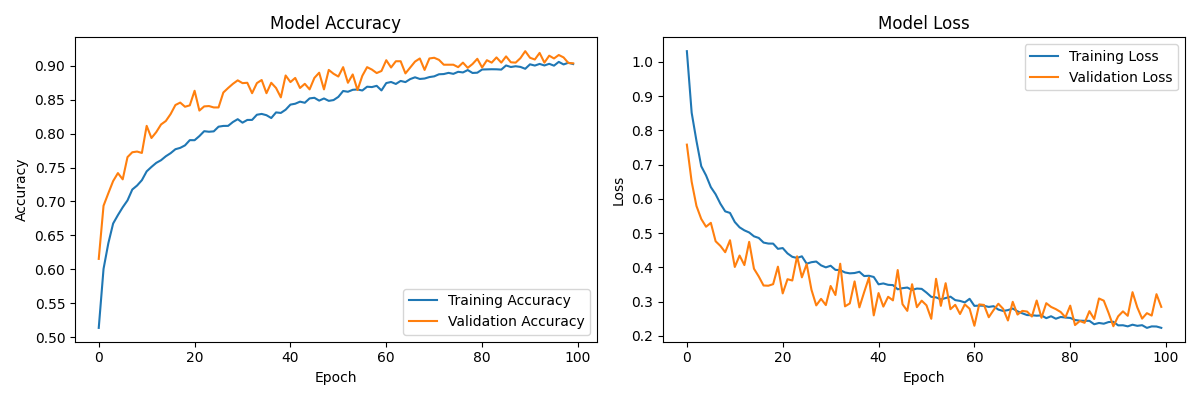 Model Accuracy
Accuracy
0.90
0.85
0.80
0.75
0.70
0.65
0.60
0.55
0.50
Training Accuracy
Validation Accuracy
0 20 40 60 80 100
Epoch
Model Loss
Loss
1.0
0.9
0.8
0.7
0.6
0.5
0.4
0.3
0.2
Training Loss
Validation Loss
0 20 40 60 80 100
Epoch